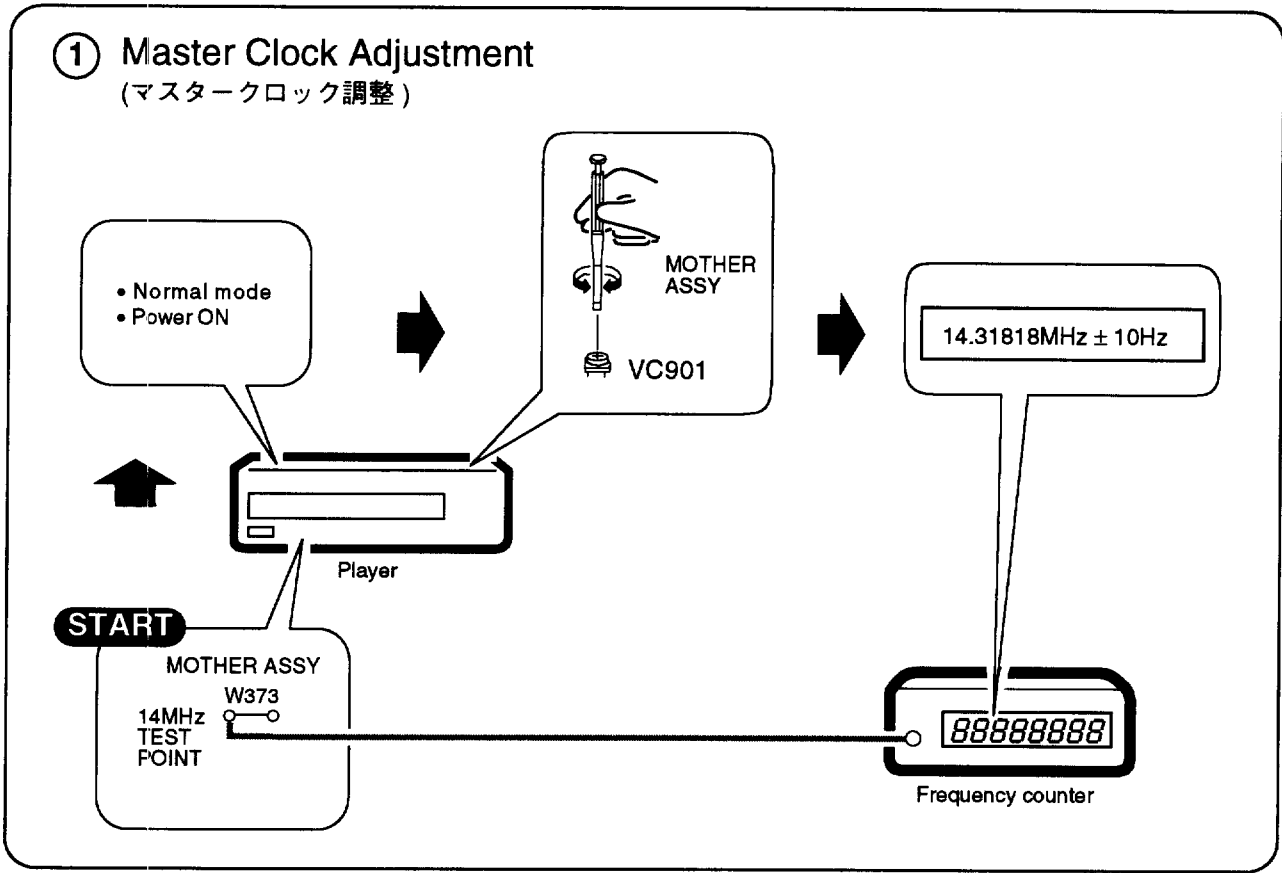 ① Master Clock Adjustment
(マスタークロック調整)
• Normal mode
• Power ON
MOTHER
ASSY
VC901
14.31818MHz ± 10Hz
Player
START
MOTHER ASSY
W373
14MHz
TEST
POINT
88888888
Frequency counter